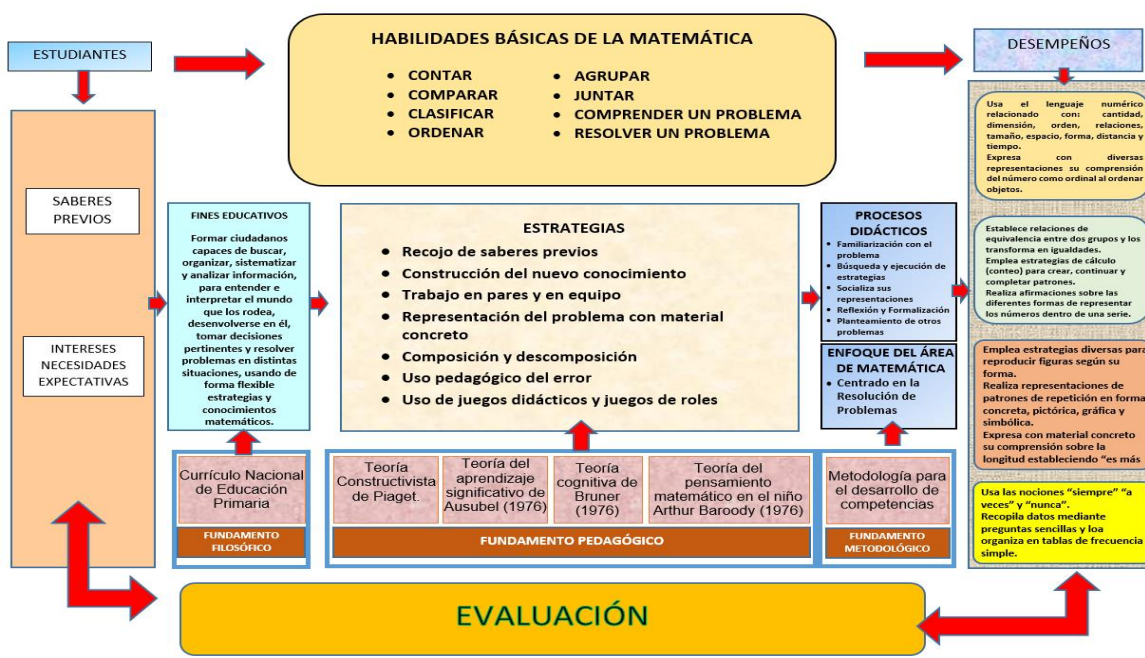 ESTUDIANTES
HABILIDADES BÁSICAS DE LA MATEMÁTICA
• CONTAR
• COMPARAR
• CLASIFICAR
• ORDENAR
• AGRUPAR
• JUNTAR
• COMPRENDER UN PROBLEMA
• RESOLVER UN PROBLEMA
DESEMPEÑOS
SABERES
PREVIOS
INTERESES
NECESIDADES
EXPECTATIVAS
FINES EDUCATIVOS
Formar ciudadanos
capaces de buscar,
organizar, sistematizar
y analizar información,
para entender e
interpretar el mundo
que los rodea,
desenvolverse en él,
tomar decisiones
pertinentes y resolver
problemas en distintas
situaciones, usando de
forma flexible
estrategias y
conocimientos
matemáticos.
ESTRATEGIAS
• Recojo de saberes previos
• Construcción del nuevo conocimiento
• Trabajo en pares y en equipo
• Representación del problema con material
concreto
• Composición y descomposición
• Uso pedagógico del error
• Uso de juegos didácticos y juegos de roles
PROCESOS
DIDÁCTICOS
• Familiarización con el
problema
• Búsqueda y ejecución de
estrategias
• Socializa sus
representaciones
• Reflexión y Formalización
• Planteamiento de otros
problemas
ENFOQUE DEL ÁREA
DE MATEMÁTICA
• Centrado en la
Resolución de
Problemas
Usa el lenguaje numérico
relacionado con: cantidad,
dimensión, orden, relaciones,
tamaño, espacio, forma, distancia y
tiempo.
Expresa con diversas
representaciones su comprensión
del número como ordinal al ordenar
objetos.
Establece relaciones de
equivalencia entre dos grupos y los
transforma en igualdades.
Emplea estrategias de cálculo
(conteo) para crear, continuar y
completar patrones.
Realiza afirmaciones sobre las
diferentes formas de representar
los números dentro de una serie.
Emplea estrategias diversas para
reproducir figuras según su
forma.
Realiza representaciones de
patrones de repetición en forma
concreta, pictórica, gráfica y
simbólica.
Expresa con material concreto
su comprensión sobre la
longitud estableciendo “es más
Usa las nociones “siempre” “a
veces” y “nunca”.
Recopila datos mediante
preguntas sencillas y loa
organiza en tablas de frecuencia
simple.
Currículo Nacional
de Educación
Primaria
FUNDAMENTO
FILOSÓFICO
Teoría
Constructivista
de Piaget.
Teoría del
aprendizaje
significativo de
Ausubel (1976)
Teoría
cognitiva de
Bruner
(1976)
Teoría del
pensamiento
matemático en el niño
Arthur Baroody (1976)
FUNDAMENTO PEDAGÓGICO
Metodología para
el desarrollo de
competencias
FUNDAMENTO
METODOLÓGICO
EVALUACIÓN